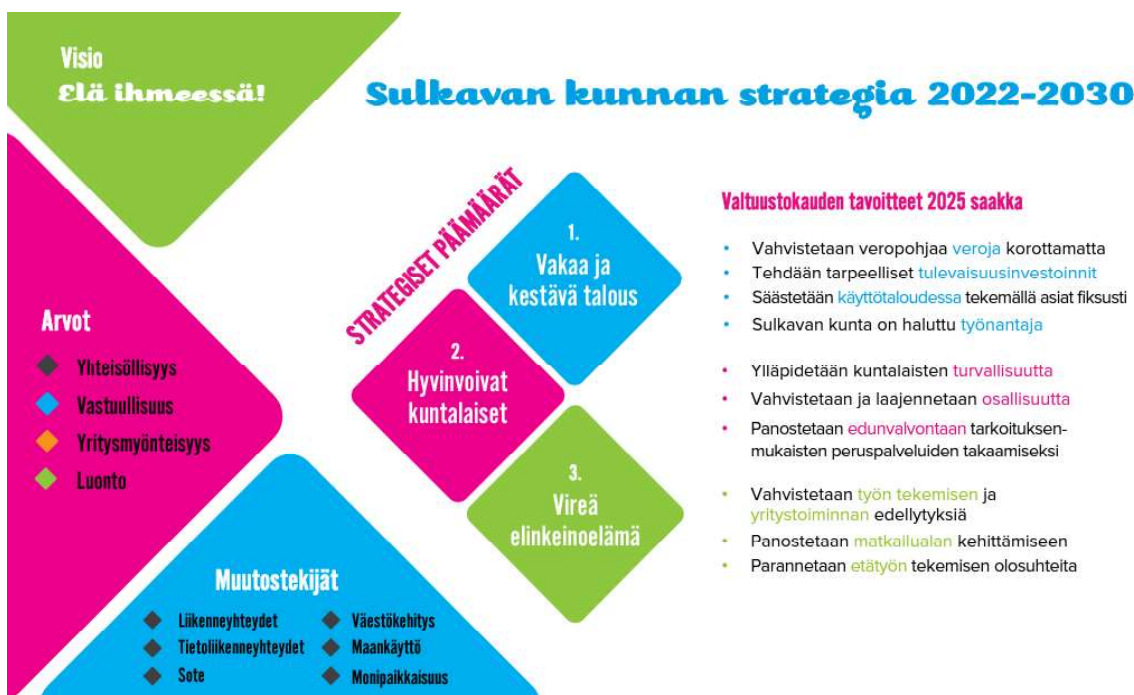 Visio
Elä ihmeessä!
Sulkavan kunnan strategia 2022-2030
Arvot
Yhteisöllisyys
Vastuullisuus
Yritysmyönteisyys
Luonto
Muutostekijät
Liikenneyhteydet
Tietoliikenneyhteydet
Sote
Väestökehitys
Maankäyttö
Monipaikkaisuus
STRATEGISET PÄÄMÄÄRÄT
1.
Vakaa ja
kestävä talous
2.
Hyvinvoivat
kuntalaiset
3.
Vireä
elinkeinoelämä
Valtuustokauden tavoitteet 2025 saakka
• Vahvistetaan veropohjaa veroja korottamatta
• Tehdään tarpeelliset tulevaisuusinvestoinnit
• Säästetään käyttötaloudessa tekemällä asiat fiksusti
• Sulkavan kunta on haluttu työnantaja
• Ylläpidetään kuntalaisten turvallisuutta
• Vahvistetaan ja laajennetaan osallisuutta
• Panostetaan edunvalvontaan tarkoituksen-
mukaisten peruspalveluiden takaamiseksi
• Vahvistetaan työn tekemisen ja
yritystoiminnan edellytyksiä
• Panostetaan matkailualan kehittämiseen
• Parannetaan etätyön tekemisen olosuhteita